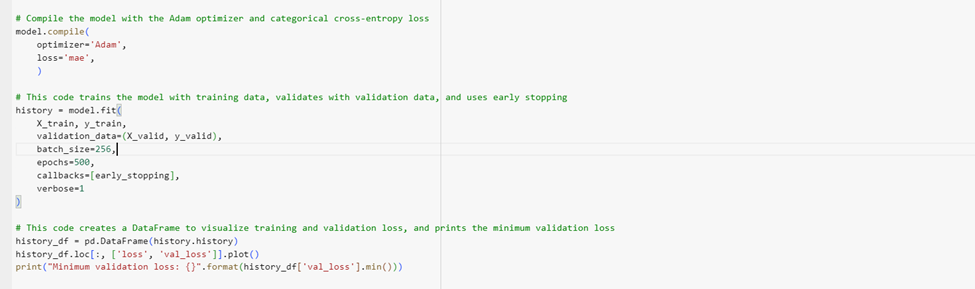 # Compile the model with the Adam optimizer and categorical cross-entropy loss
model.compile(
    optimizer='Adam',
    loss='mae',
    )
# This code trains the model with training data, validates with validation data, and uses early stopping
history = model.fit(
    X_train, y_train,
    validation_data=(X_valid, y_valid),
    batch_size=256,
    epochs=500,
    callbacks=[early_stopping],
    verbose=1
)
# This code creates a DataFrame to visualize training and validation loss, and prints the minimum validation loss
history_df = pd.DataFrame(history.history)
history_df.loc[:, ['loss', 'val_loss']].plot()
print("Minimum validation loss: {}".format(history_df['val_loss'].min()))